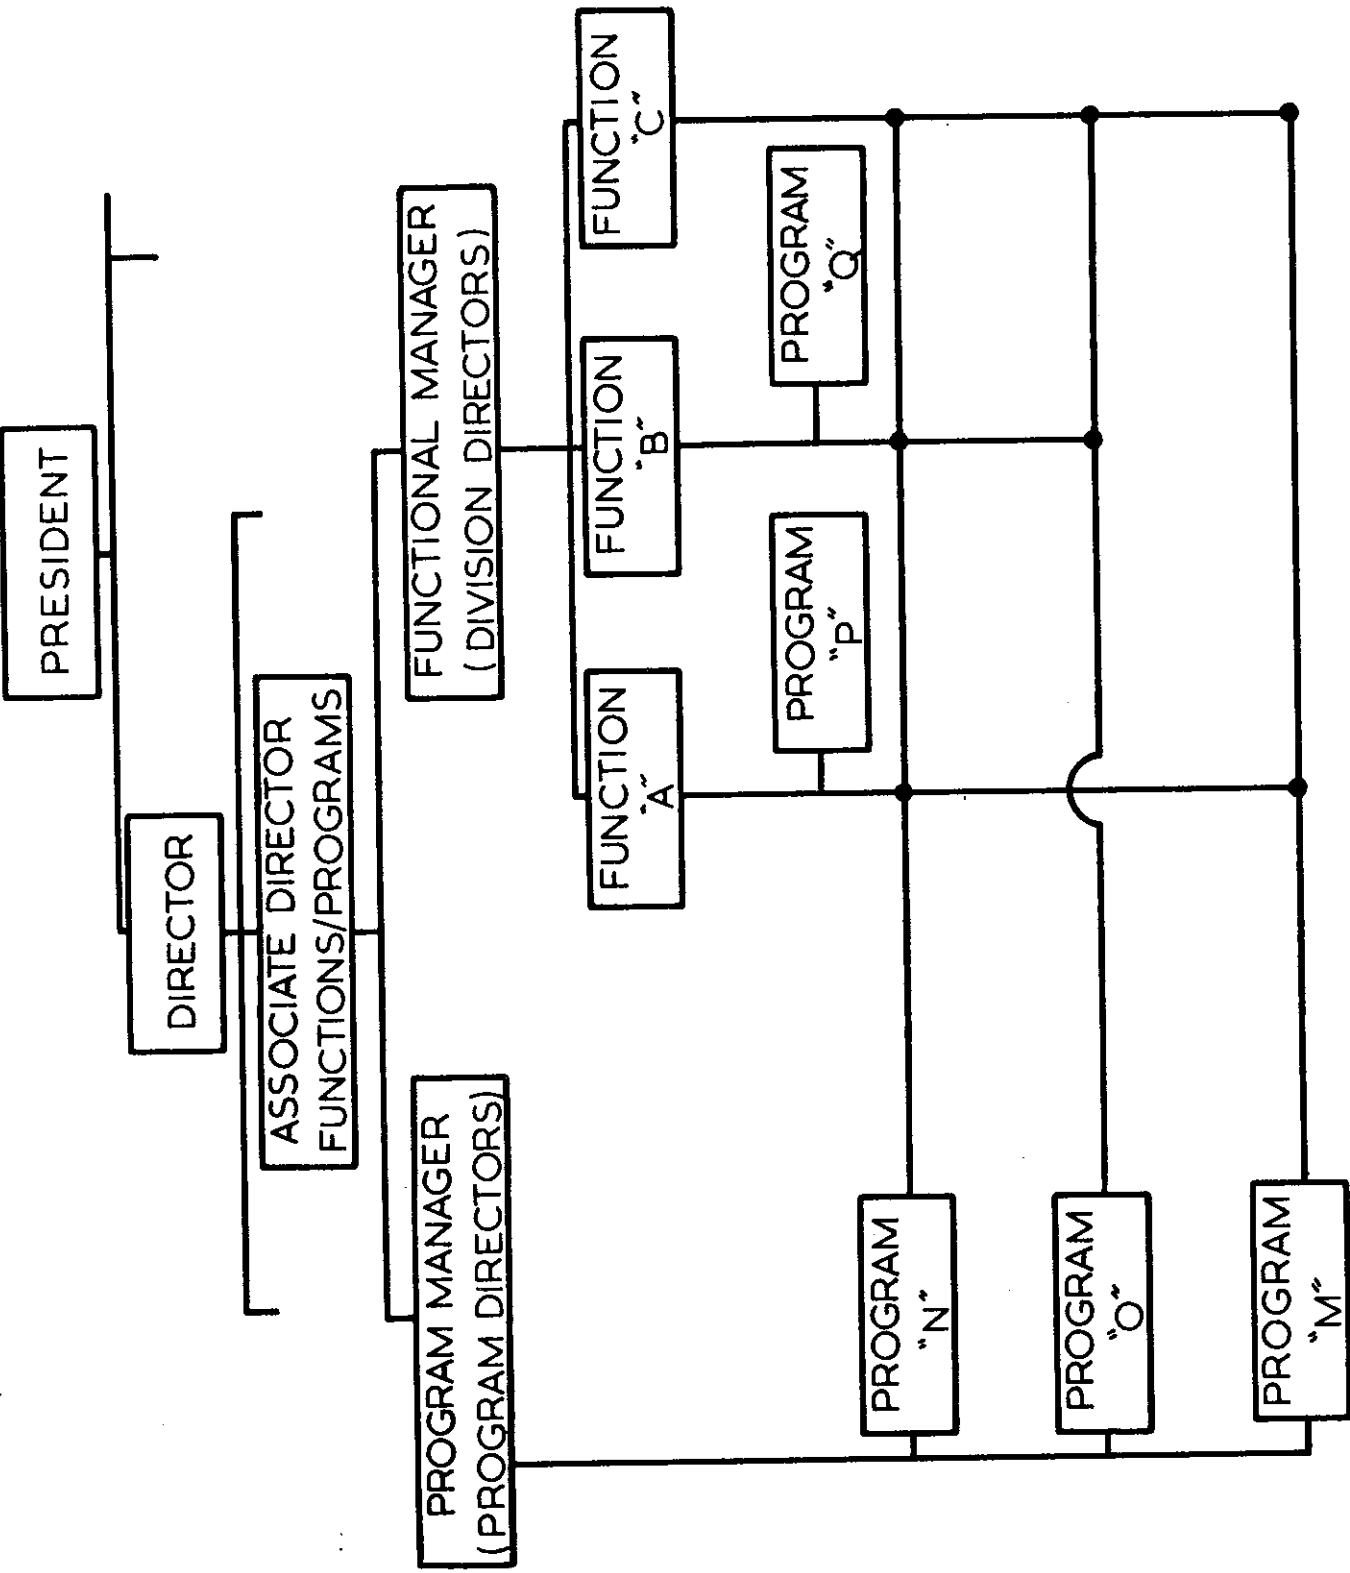 PRESIDENT
DIRECTOR
ASSOCIATE DIRECTOR
FUNCTIONS/PROGRAMS
PROGRAM MANAGER
(PROGRAM DIRECTORS)
FUNCTIONAL MANAGER
(DIVISION DIRECTORS)
FUNCTION
"A"
FUNCTION
"B"
FUNCTION
"C"
PROGRAM
"P"
PROGRAM
"Q"
PROGRAM
"N"
PROGRAM
"O"
PROGRAM
"M"